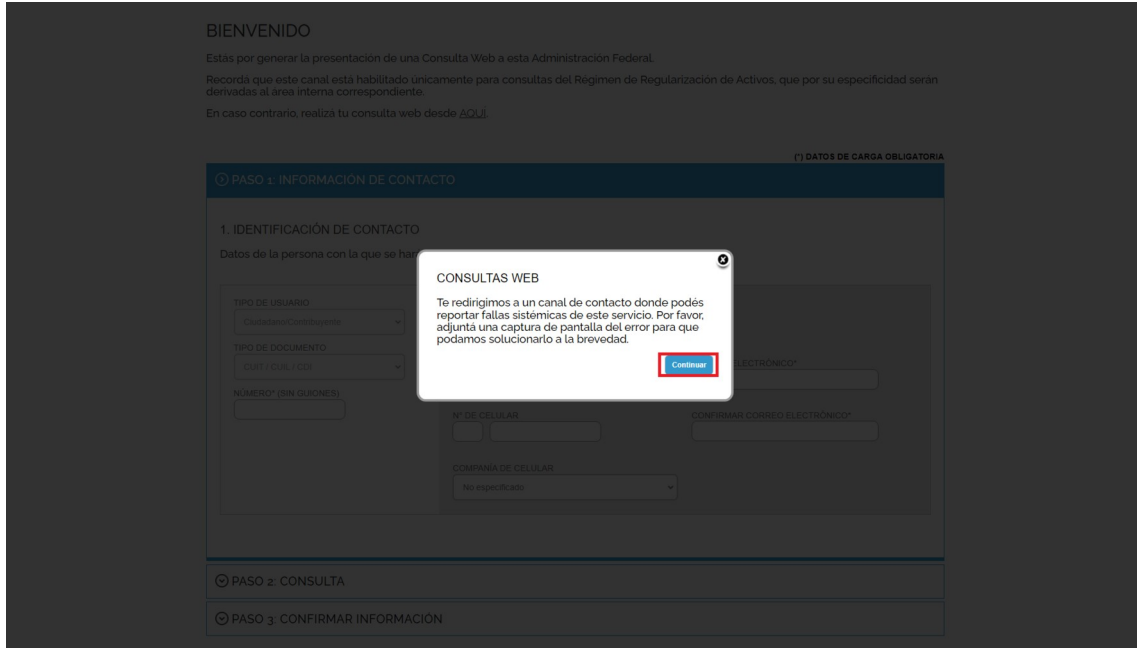 BIENVENIDO
Estás por generar la presentación de una Consulta Web a esta Administración Federal.
Recordá que este canal está habilitado únicamente para consultas del Régimen de Regularización de Activos, que por su especificidad serán
derivadas al área interna correspondiente.
En caso contrario, realizá tu consulta web desde AQUI.
(*) DATOS DE CARGA OBLIGATORIA
PASO 1: INFORMACIÓN DE CONTACTO
1. IDENTIFICACIÓN DE CONTACTO
Datos de la persona con la que se hará
CONSULTAS WEB
Te redirigimos a un canal de contacto donde podés
reportar fallas sistémicas de este servicio. Por favor,
adjuntá una captura de pantalla del error para que
podamos solucionarlo a la brevedad.
Continuar
TIPO DE USUARIO
Ciudadano/Contribuyente
TIPO DE DOCUMENTO
CUIT / CUIL / CDI
NÚMERO* (SIN GUIONES)
ELECTRÓNICO*
N° DE CELULAR
CONFIRMAR CORREO ELECTRÓNICO*
COMPAÑÍA DE CELULAR
No especificado
PASO 2: CONSULTA
PASO 3: CONFIRMAR INFORMACIÓN